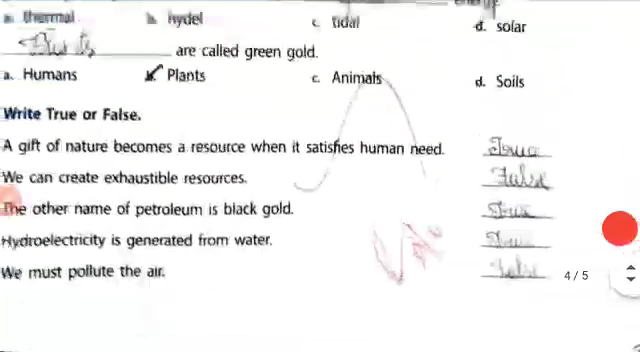 a. thermal b. hydel c. tidal d. solar
are called green gold.
a. Humans Plants c. Animals d. Soils
Write True or False.
A gift of nature becomes a resource when it satisfies human need. True
We can create exhaustible resources. False
The other name of petroleum is black gold. True
Hydroelectricity is generated from water. True
We must pollute the air. False
4 / 5